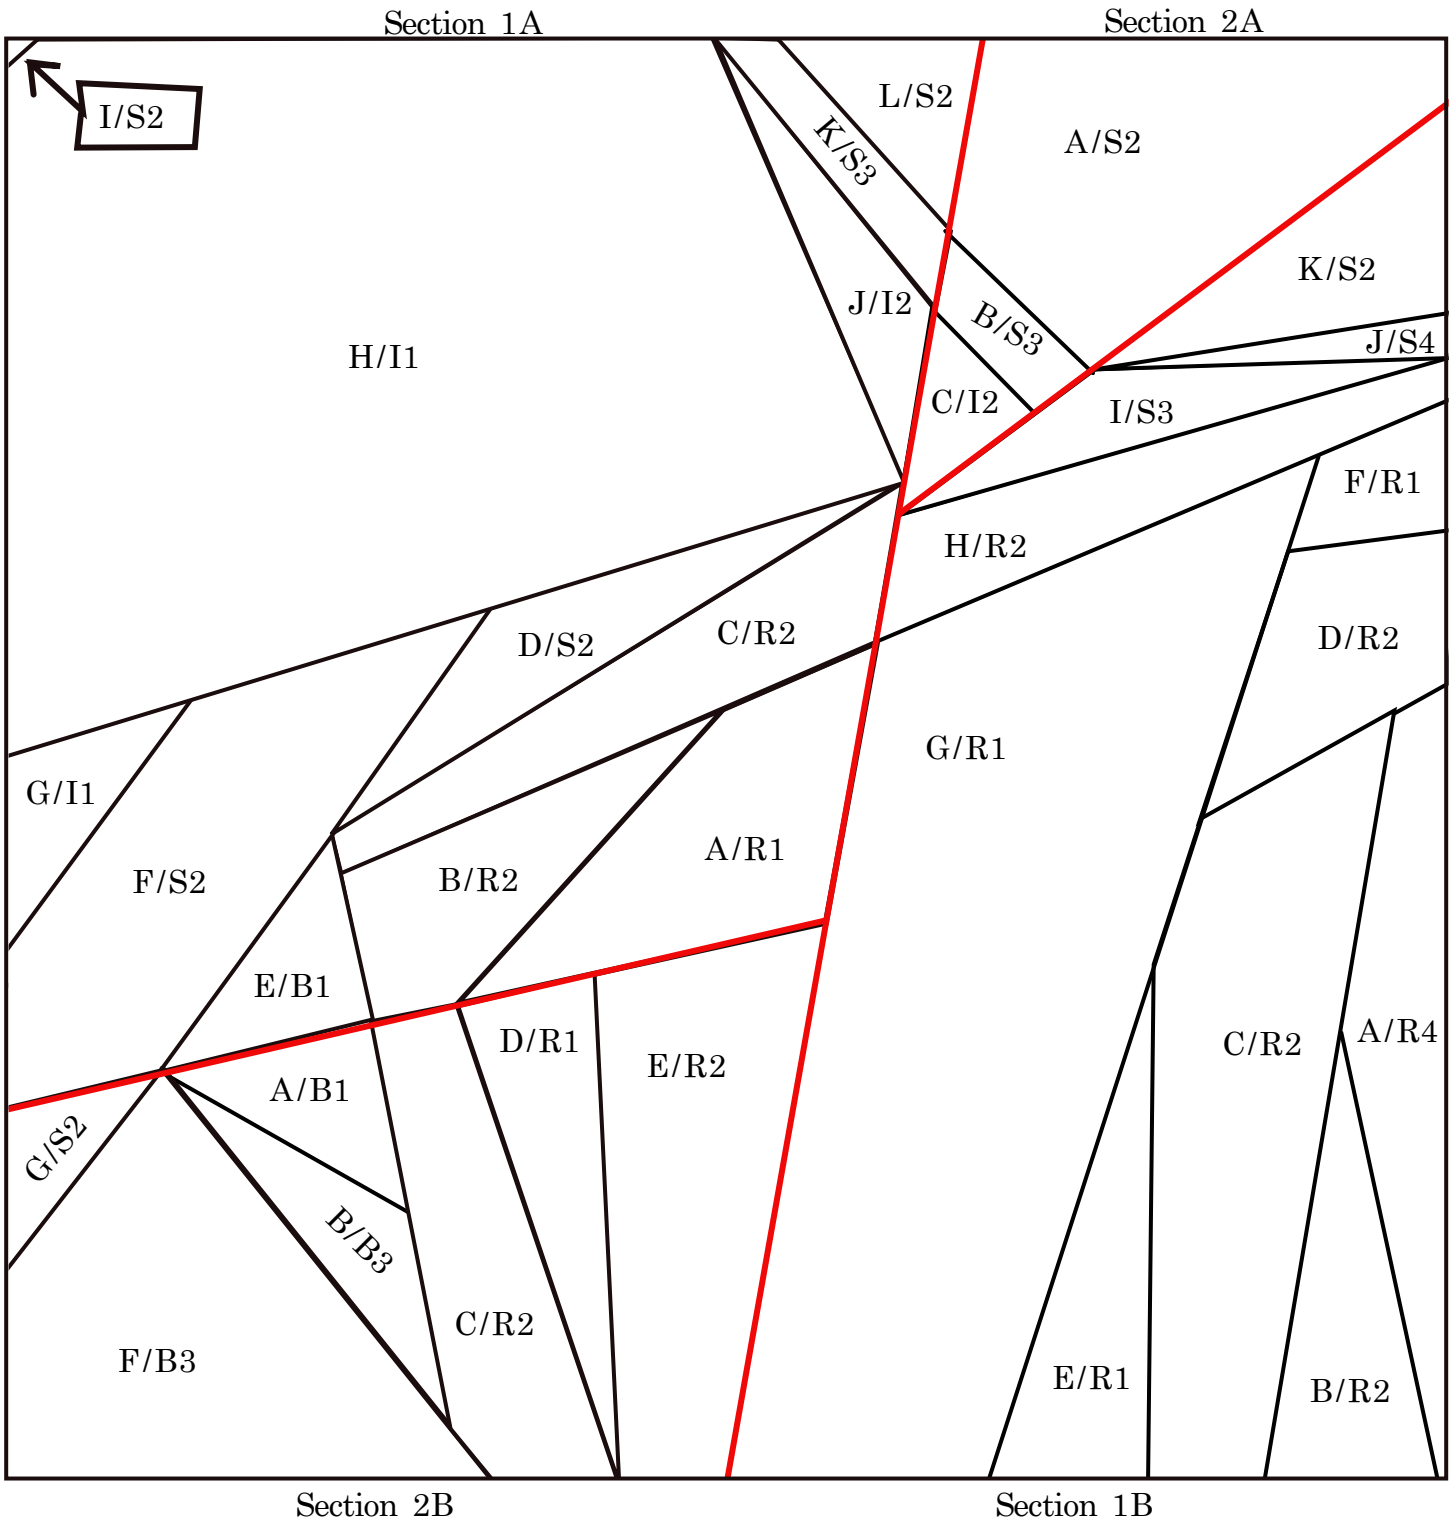 Section 1A
Section 2A
I/S2
L/S2
K/S3
A/S2
K/S2
J/I2
B/S3
J/S4
H/I1
C/I2
I/S3
F/R1
H/R2
D/S2
C/R2
D/R2
G/R1
G/I1
A/R1
F/S2
B/R2
E/B1
D/R1
E/R2
C/R2
A/R4
A/B1
G/S2
B/B3
C/R2
F/B3
E/R1
B/R2
Section 2B
Section 1B